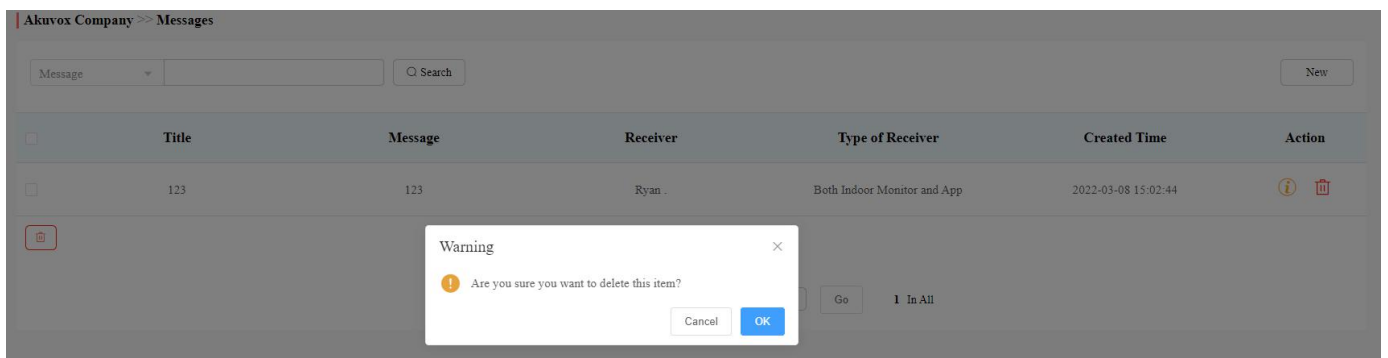 Akuvox Company >> Messages
Message
Search
New
Title Message Receiver Type of Receiver Created Time Action
123 123 Ryan . Both Indoor Monitor and App 2022-03-08 15:02:44
Warning
Are you sure you want to delete this item?
Go 1 In All
Cancel OK